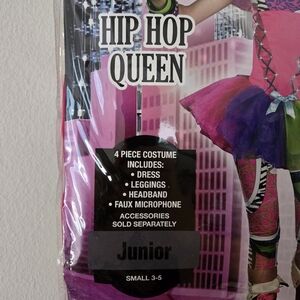 HIP HOP
QUEEN
4 PIECE COSTUME
INCLUDES:
• DRESS
• LEGGINGS
• HEADBAND
• FAUX MICROPHONE
ACCESSORIES
SOLD SEPARATELY
Junior
SMALL 3-5